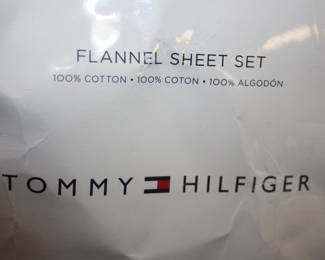 FLANNEL SHEET SET
100% COTTON • 100% COTON • 100% ALGODÓN
TOMMY HILFIGER